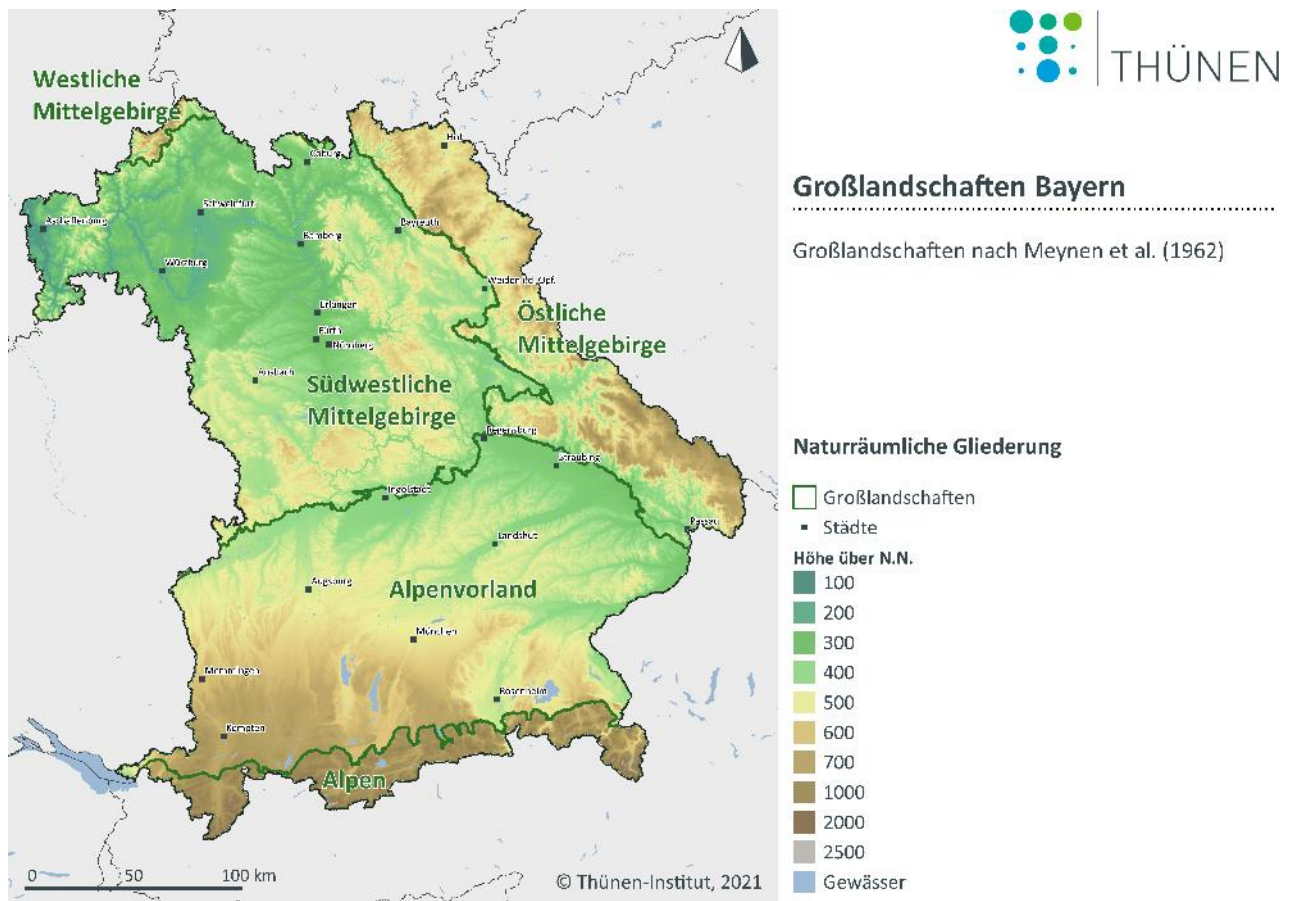 THÜNEN
Großlandschaften Bayern
Großlandschaften nach Meynen et al. (1962)
Westliche
Mittelgebirge
Hof
Coburg
Schweinfurt
Aschaffenburg
Bayreuth
Bamberg
Würzburg
Weiden i.d.Opf.
Erlangen
Östliche
Mittelgebirge
Fürth
Nürnberg
Ansbach
Südwestliche
Mittelgebirge
Regensburg
Straubing
Ingolstadt
Passau
Landshut
Augsburg
Alpenvorland
München
Memmingen
Rosenheim
Kempten
Alpen
0 50 100 km
© Thünen-Institut, 2021
Naturräumliche Gliederung
Großlandschaften
Städte
Höhe über N.N.
100
200
300
400
500
600
700
1000
2000
2500
Gewässer